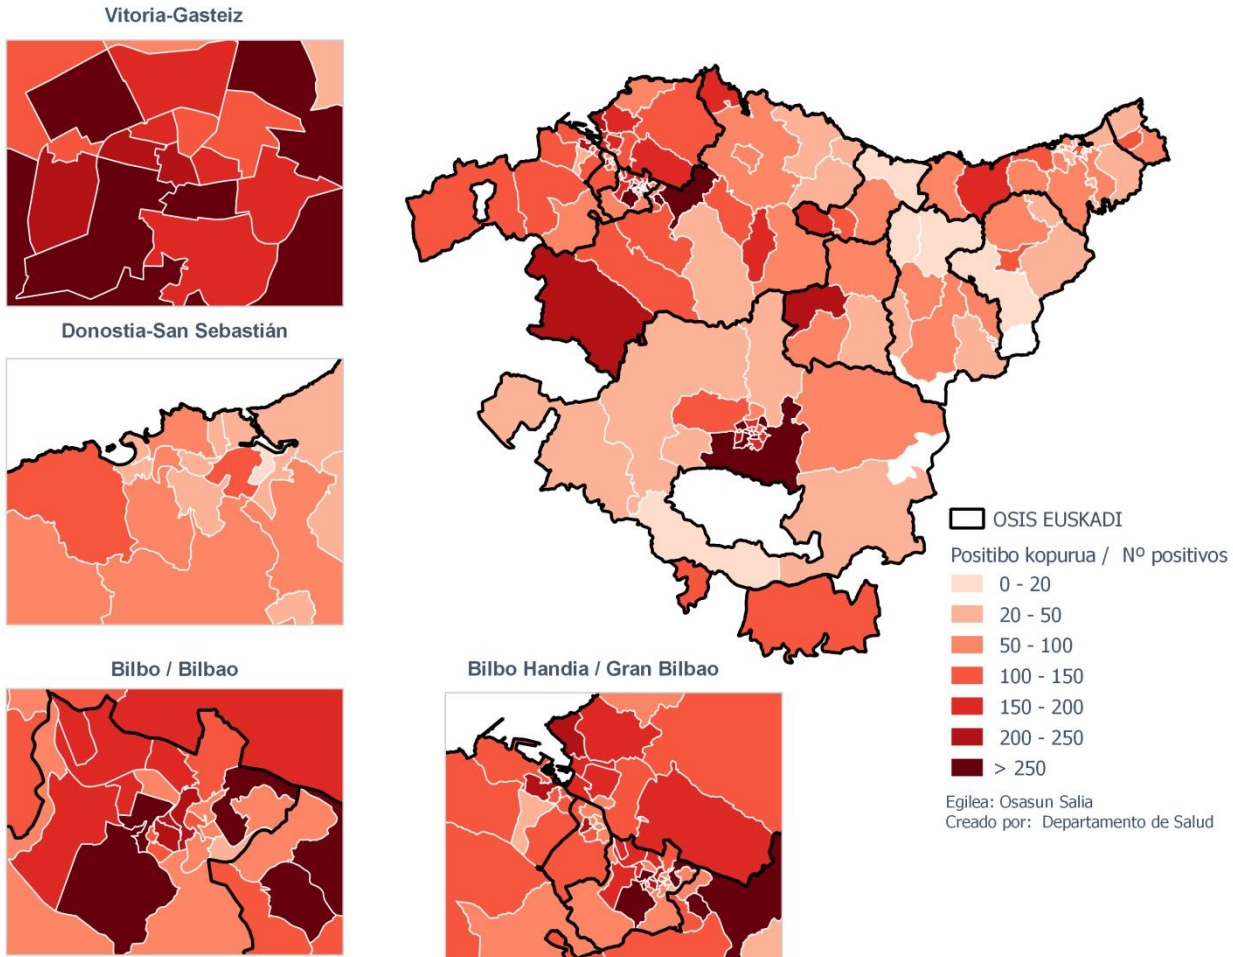 Vitoria-Gasteiz
Donostia-San Sebastián
Bilbo / Bilbao
Bilbo Handia / Gran Bilbao
OSIS EUSKADI
Positibo kopurua / Nº positivos
0 - 20
20 - 50
50 - 100
100 - 150
150 - 200
200 - 250
> 250
Egilea: Osasun Salia
Creado por: Departamento de Salud